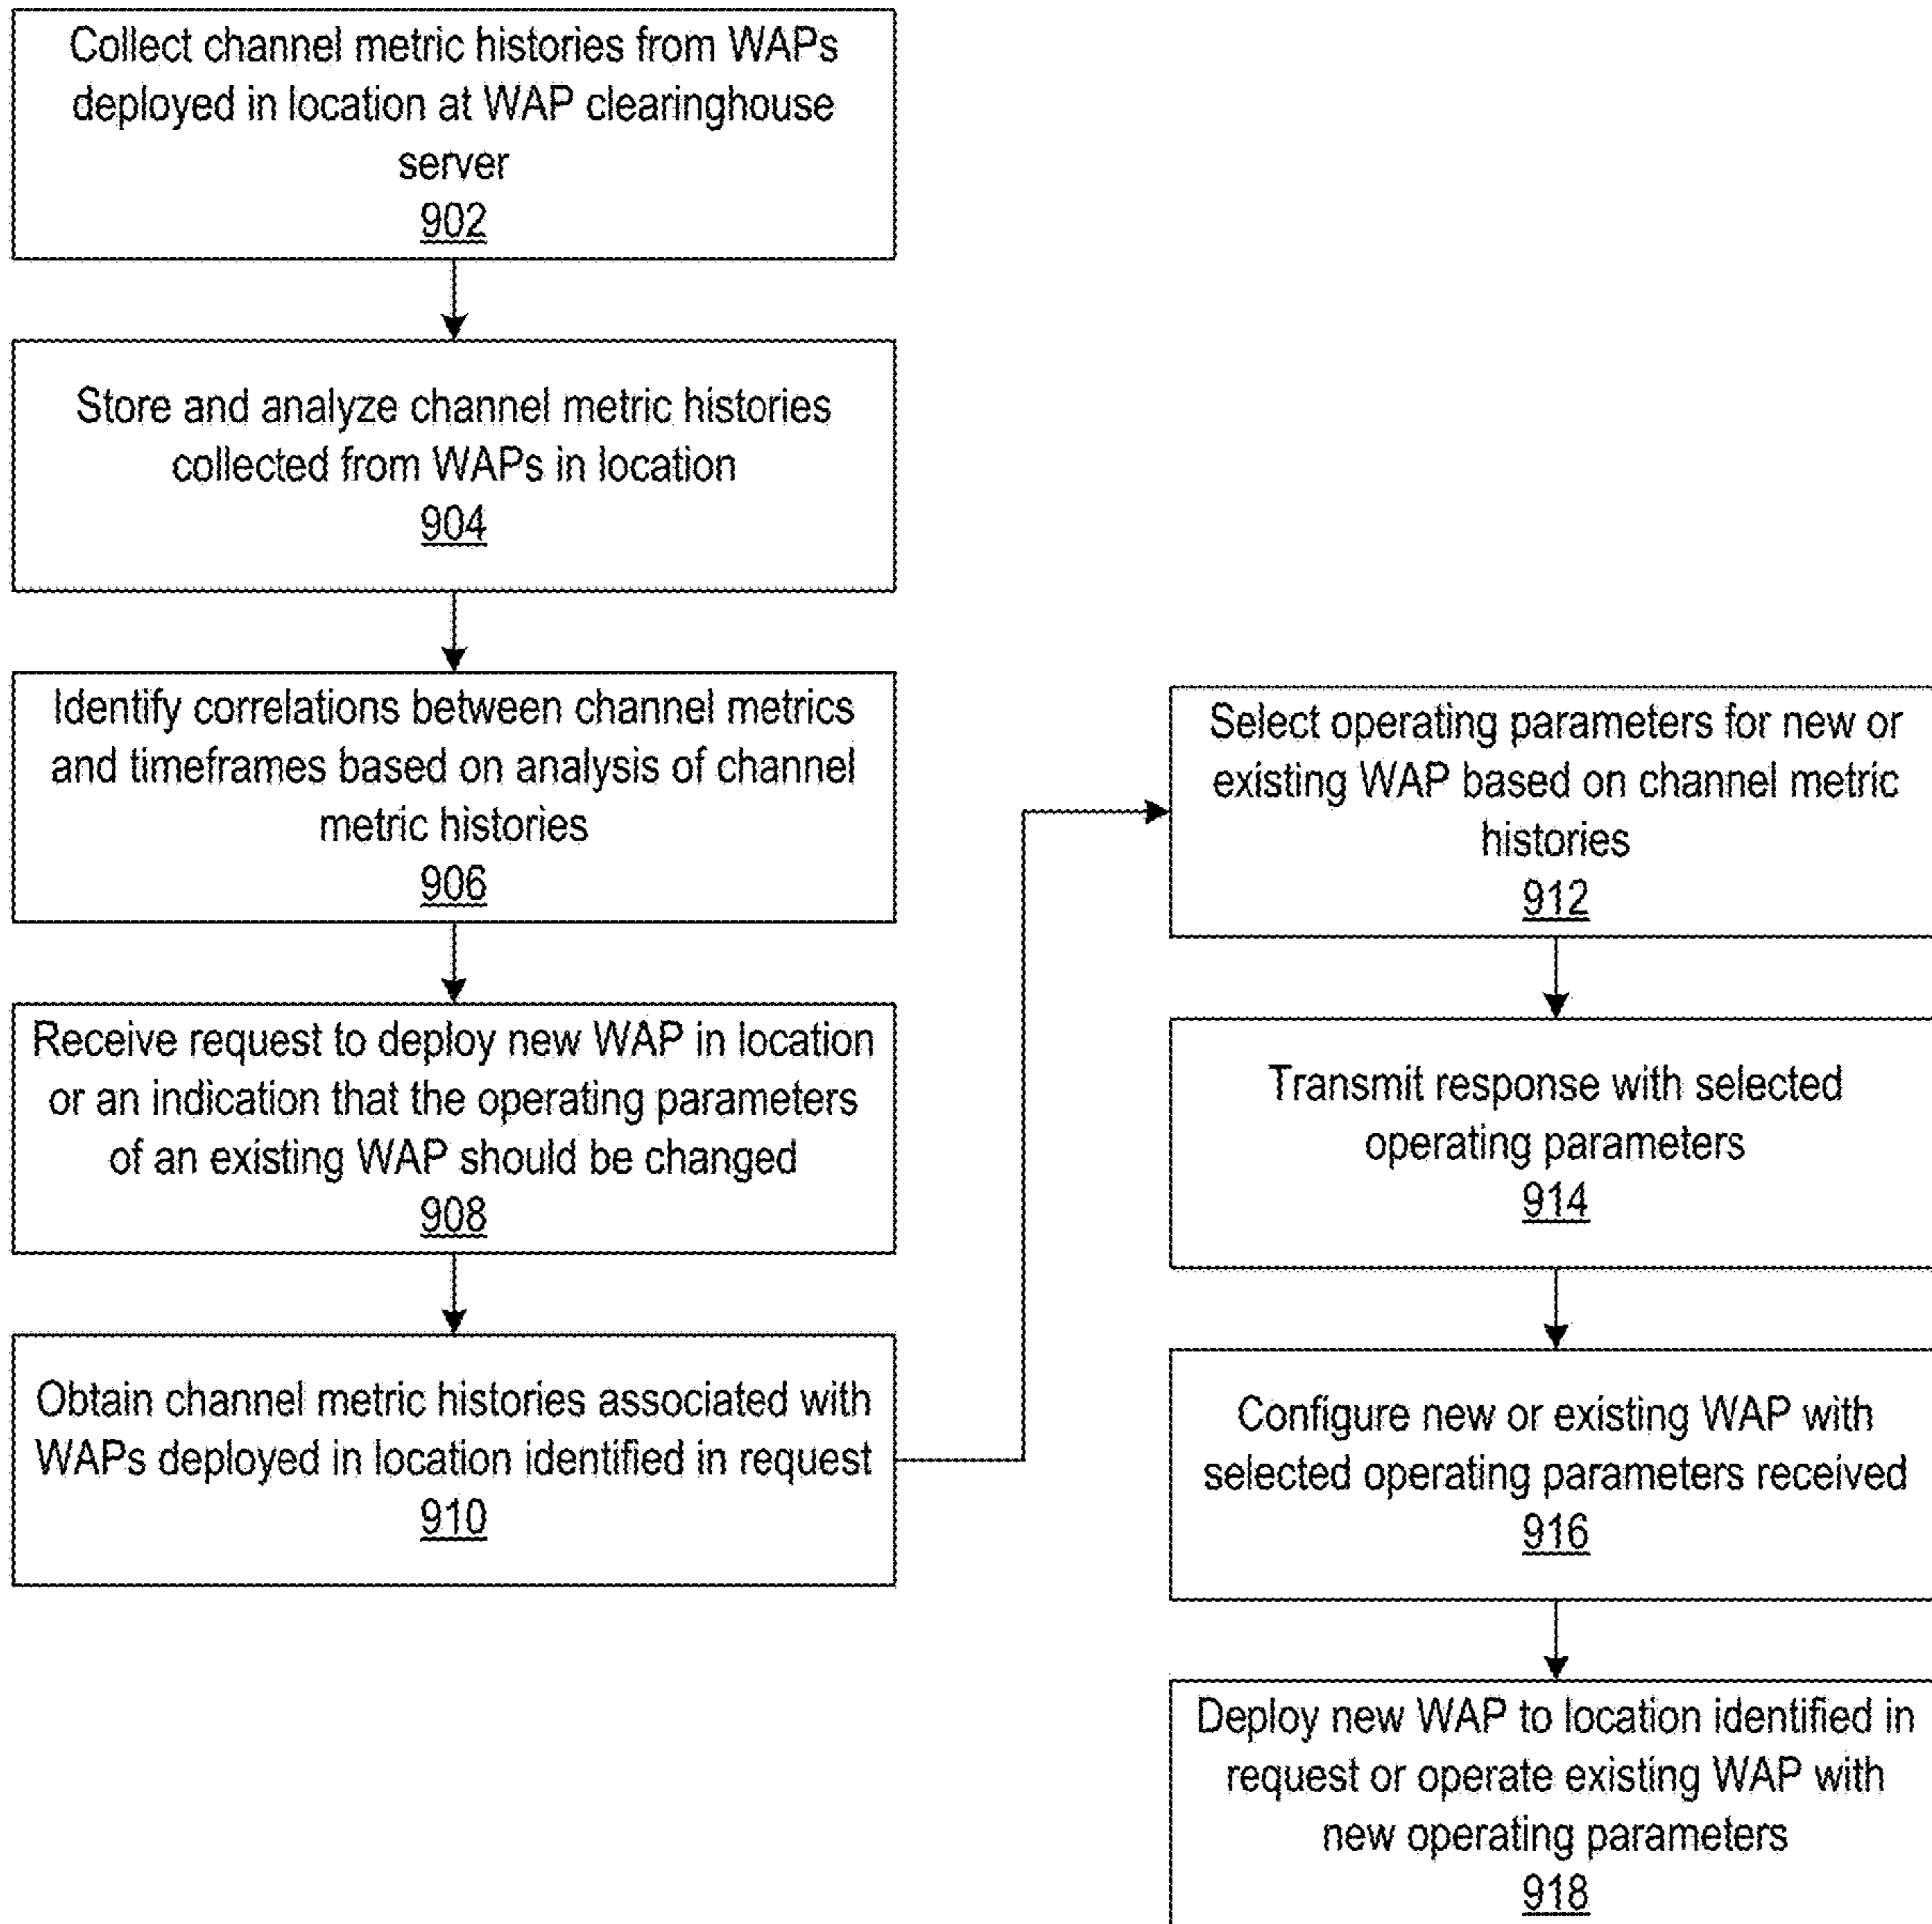 Collect channel metric histories from WAPs
deployed in location at WAP clearinghouse
server
902
Store and analyze channel metric histories
collected from WAPs in location
904
Identify correlations between channel metrics
and timeframes based on analysis of channel
metric histories
906
Receive request to deploy new WAP in location
or an indication that the operating parameters
of an existing WAP should be changed
908
Obtain channel metric histories associated with
WAPs deployed in location identified in request
910
Select operating parameters for new or
existing WAP based on channel metric
histories
912
Transmit response with selected
operating parameters
914
Configure new or existing WAP with
selected operating parameters received
916
Deploy new WAP to location identified in
request or operate existing WAP with
new operating parameters
918